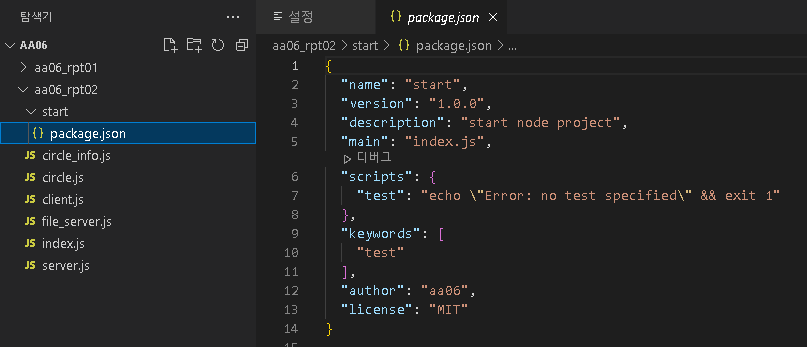 탐색기
AA06
aa06_rpt01
aa06_rpt02
start
{} package.json
JS circle_info.js
JS circle.js
JS client.js
JS file_server.js
JS index.js
JS server.js
설정
{} package.json
aa06_rpt02 > start > {} package.json > ...
1 {
2 "name": "start",
3 "version": "1.0.0",
4 "description": "start node project",
5 "main": "index.js",
디버그
6 "scripts": {
7 "test": "echo \"Error: no test specified\" && exit 1"
8 },
9 "keywords": [
10 "test"
11 ],
12 "author": "aa06",
13 "license": "MIT"
14 }
15